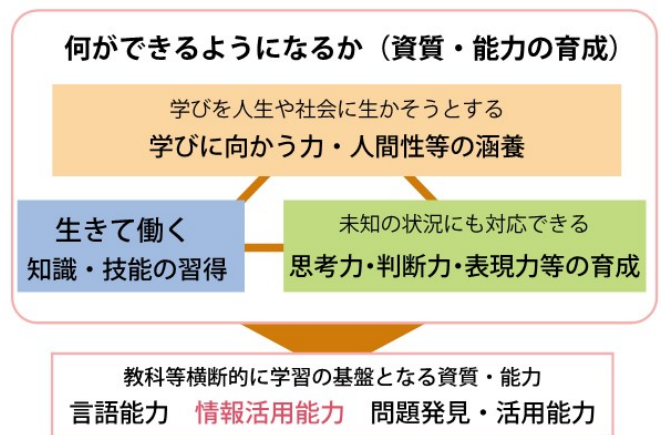 何ができるようになるか（資質・能力の育成）
学びを人生や社会に生かそうとする
学びに向かう力・人間性等の涵養
生きて働く
知識・技能の習得
未知の状況にも対応できる
思考力・判断力・表現力等の育成
教科等横断的に学習の基盤となる資質・能力
言語能力　情報活用能力　問題発見・活用能力